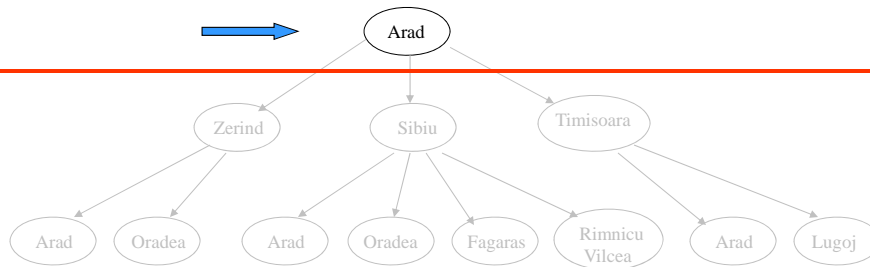 Arad
Zerind
Sibiu
Timisoara
Arad
Oradea
Arad
Oradea
Fagaras
Rimnicu
Vilcea
Arad
Lugoj